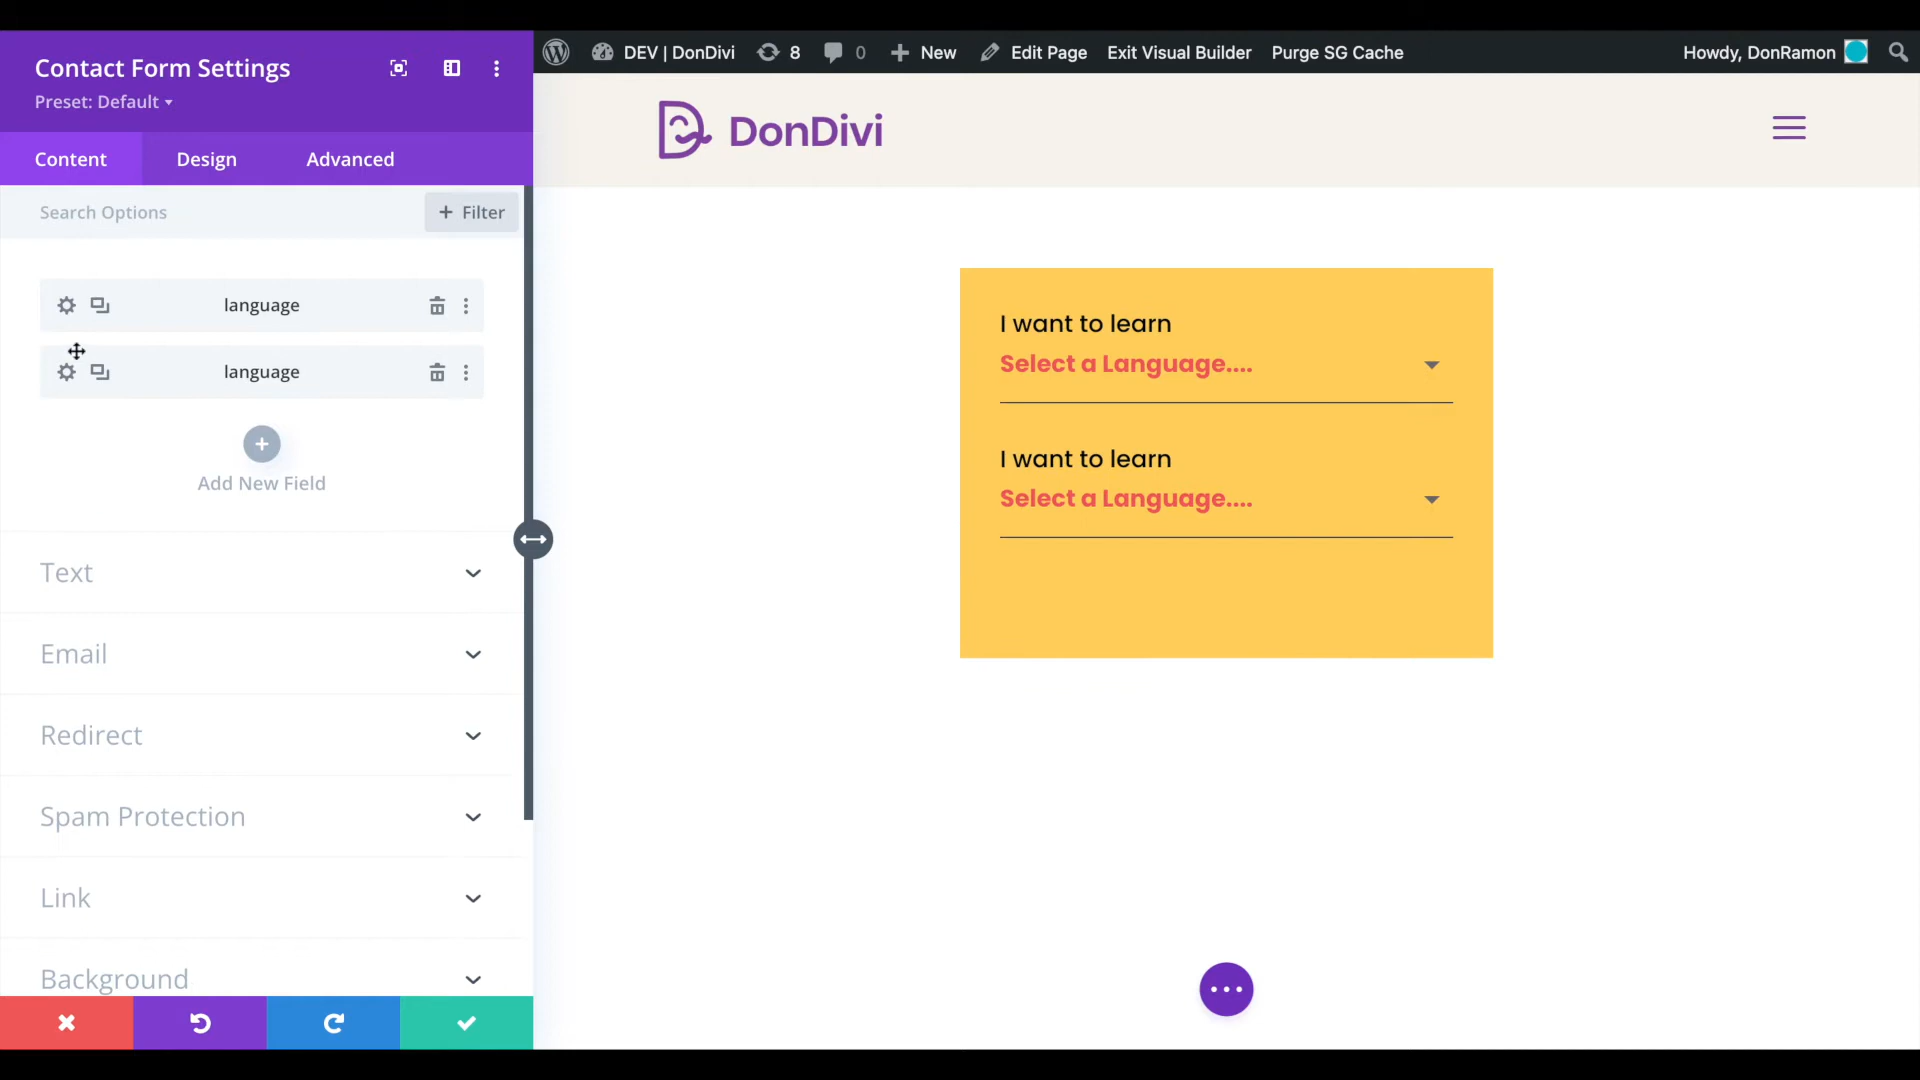 Contact Form Settings
Preset: Default
Content Design Advanced
Search Options
+ Filter
language
language
Add New Field
Text
Email
Redirect
Spam Protection
Link
Background
DEV | DonDivi 8 0 New Edit Page Exit Visual Builder Purge SG Cache Howdy, DonRamon
DonDivi
I want to learn
Select a Language....
I want to learn
Select a Language....